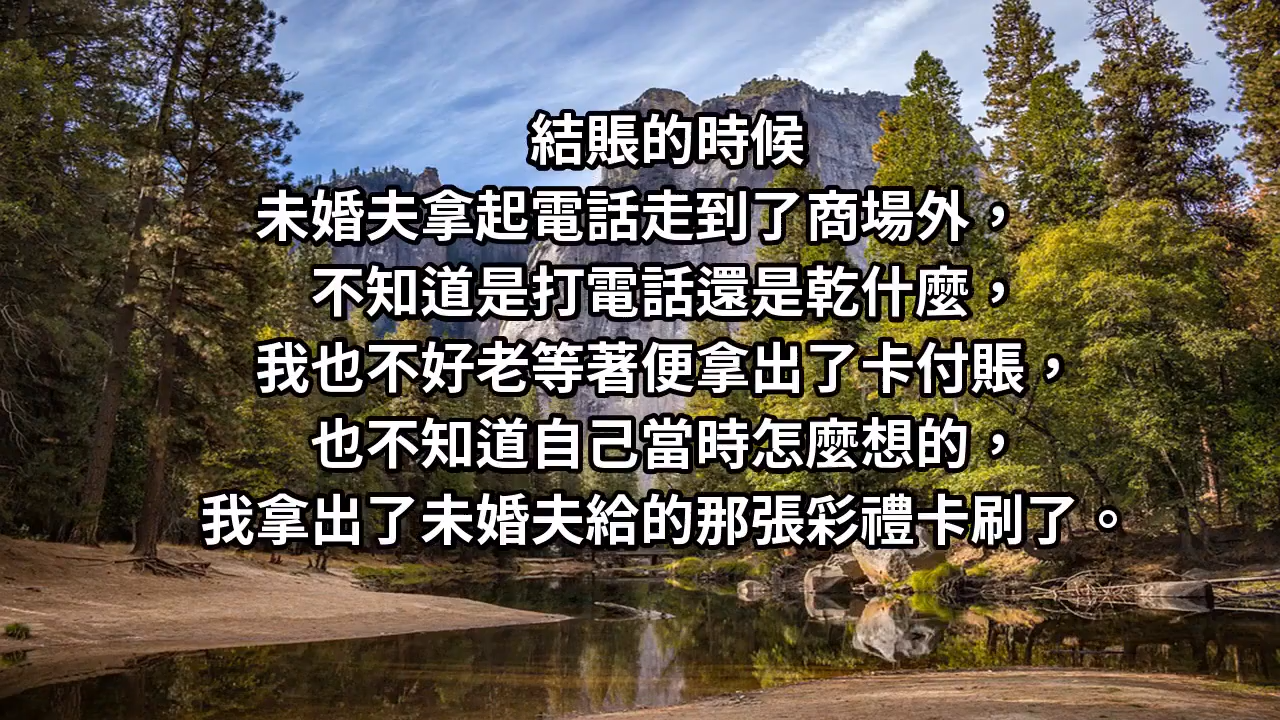 結賬的時候
未婚夫拿起電話走到了商場外，
不知道是打電話還是乾什麼，
我也不好老等著便拿出了卡付賬，
也不知道自己當時怎麼想的，
我拿出了未婚夫給的那張彩禮卡刷了。